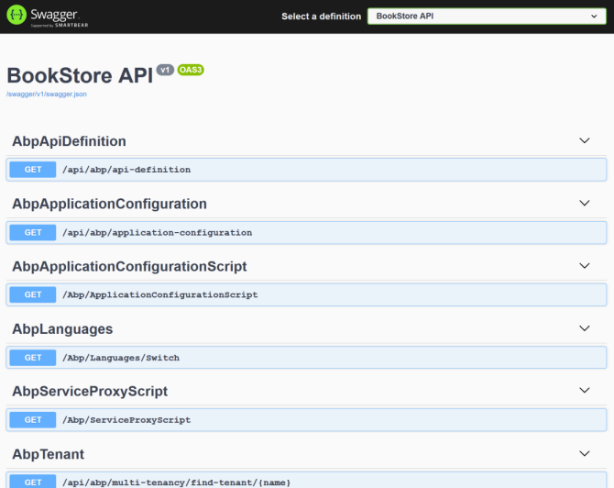 Swagger.
Supported by SMARTBEAR
Select a definition
BookStore API
BookStore API v1 OAS3
/swagger/v1/swagger.json
AbpApiDefinition
GET /api/abp/api-definition
AbpApplicationConfiguration
GET /api/abp/application-configuration
AbpApplicationConfigurationScript
GET /Abp/ApplicationConfigurationScript
AbpLanguages
GET /Abp/Languages/Switch
AbpServiceProxyScript
GET /Abp/ServiceProxyScript
AbpTenant
GET /api/abp/multi-tenancy/find-tenant/{name}